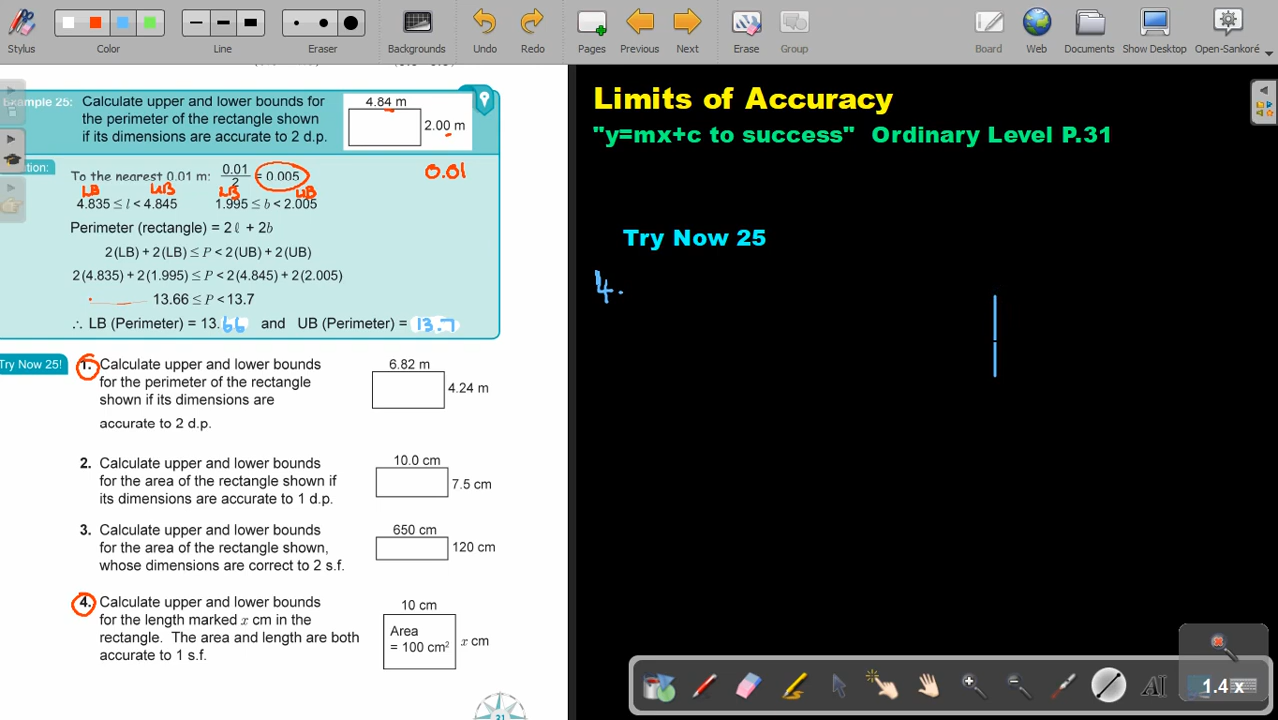 Stylus
Color
Line
Eraser
Backgrounds
Undo
Redo
Pages
Previous
Next
Erase
Group
Board
Web
Documents
Show Desktop
Open-Sankoré
Example 25:
Calculate upper and lower bounds for
the perimeter of the rectangle shown
if its dimensions are accurate to 2 d.p.
4.84 m
2.00 m
To the nearest 0.01 m: 0.01/2 = 0.005
0.01
LB UB LB UB
4.835 ≤ l < 4.845 1.995 ≤ b < 2.005
Perimeter (rectangle) = 2ℓ + 2b
2(LB) + 2(LB) ≤ P < 2(UB) + 2(UB)
2(4.835) + 2(1.995) ≤ P < 2(4.845) + 2(2.005)
13.66 ≤ P < 13.7
∴ LB (Perimeter) = 13.66 and UB (Perimeter) = 13.7
Try Now 25!
1. Calculate upper and lower bounds
for the perimeter of the rectangle
shown if its dimensions are
accurate to 2 d.p.
6.82 m
4.24 m
2. Calculate upper and lower bounds
for the area of the rectangle shown if
its dimensions are accurate to 1 d.p.
10.0 cm
7.5 cm
3. Calculate upper and lower bounds
for the area of the rectangle shown,
whose dimensions are correct to 2 s.f.
650 cm
120 cm
4. Calculate upper and lower bounds
for the length marked x cm in the
rectangle. The area and length are both
accurate to 1 s.f.
10 cm
Area
= 100 cm²
x cm
31
Limits of Accuracy
"y=mx+c to success" Ordinary Level P.31
Try Now 25
4.
1.4 x